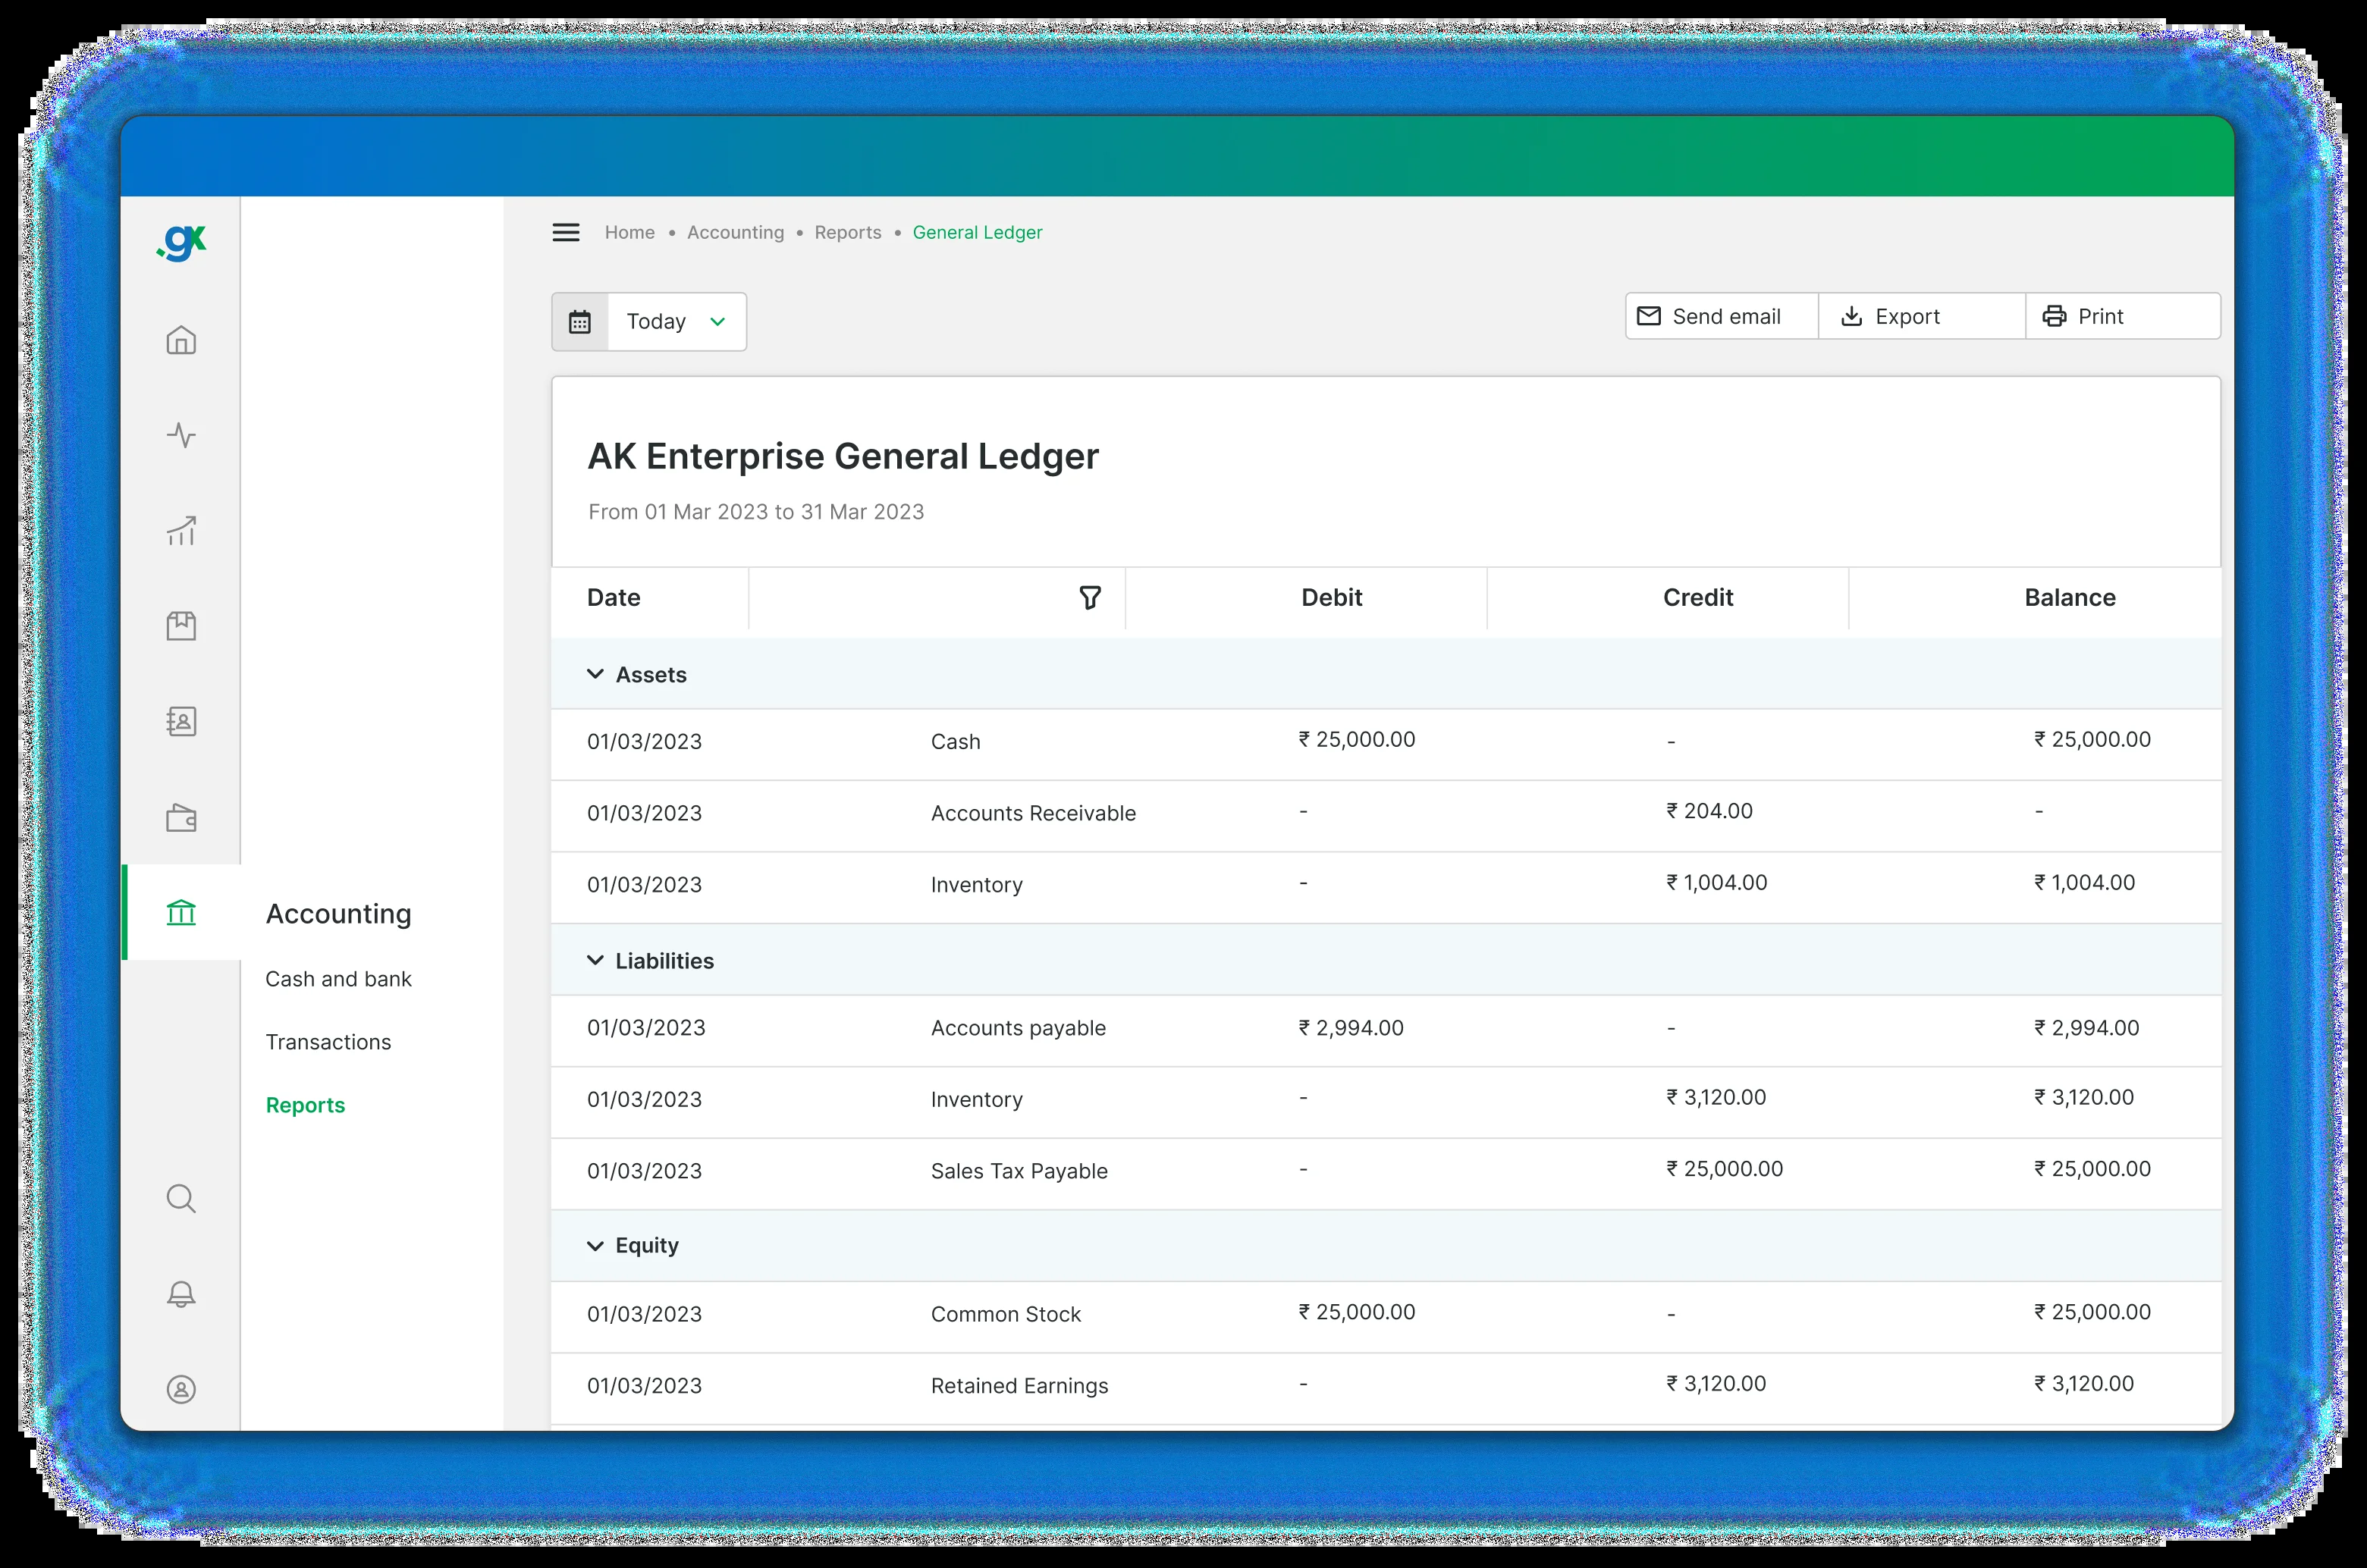 .gx
Home • Accounting • Reports • General Ledger
Today
Send email
Export
Print
AK Enterprise General Ledger
From 01 Mar 2023 to 31 Mar 2023
Date Debit Credit Balance
Assets
01/03/2023 Cash ₹ 25,000.00 - ₹ 25,000.00
01/03/2023 Accounts Receivable - ₹ 204.00 -
01/03/2023 Inventory - ₹ 1,004.00 ₹ 1,004.00
Liabilities
01/03/2023 Accounts payable ₹ 2,994.00 - ₹ 2,994.00
01/03/2023 Inventory - ₹ 3,120.00 ₹ 3,120.00
01/03/2023 Sales Tax Payable - ₹ 25,000.00 ₹ 25,000.00
Equity
01/03/2023 Common Stock ₹ 25,000.00 - ₹ 25,000.00
01/03/2023 Retained Earnings - ₹ 3,120.00 ₹ 3,120.00
Accounting
Cash and bank
Transactions
Reports